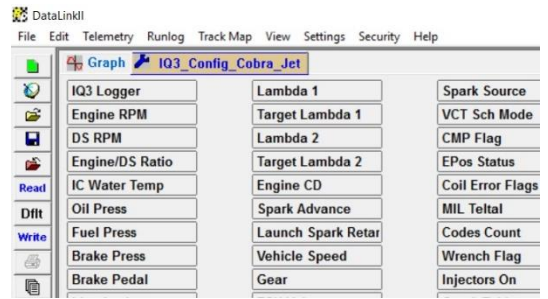 DataLinkII
File Edit Telemetry Runlog Track Map View Settings Security Help
Graph IQ3_Config_Cobra_Jet
IQ3 Logger Lambda 1 Spark Source
Engine RPM Target Lambda 1 VCT Sch Mode
DS RPM Lambda 2 CMP Flag
Engine/DS Ratio Target Lambda 2 EPos Status
Read IC Water Temp Engine CD Coil Error Flags
Dflt Oil Press Spark Advance MIL Teltal
Write Fuel Press Launch Spark Retar Codes Count
Brake Press Vehicle Speed Wrench Flag
Brake Pedal Gear Injectors On